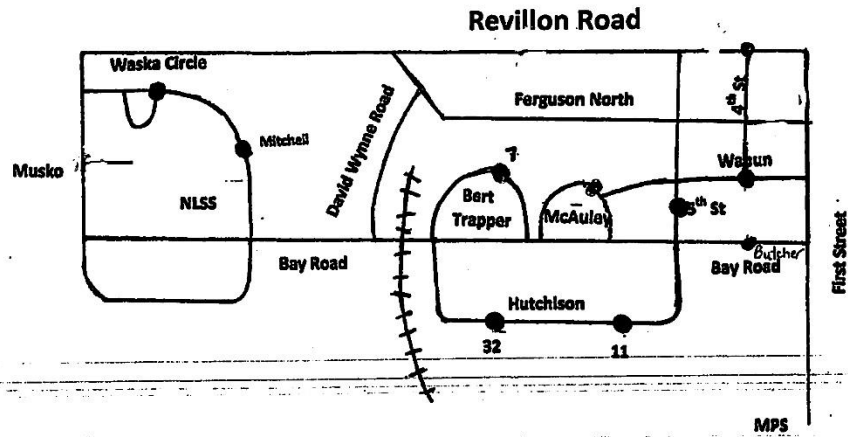 Revillon Road
Waska Circle
Ferguson North
4th St
David Wynne Road
Mitchell
Musko
7
Wabun
NLSS
Bert
Trapper
McAuley
5th St
Butcher
Bay Road
Bay Road
First Street
Hutchison
32
11
MPS